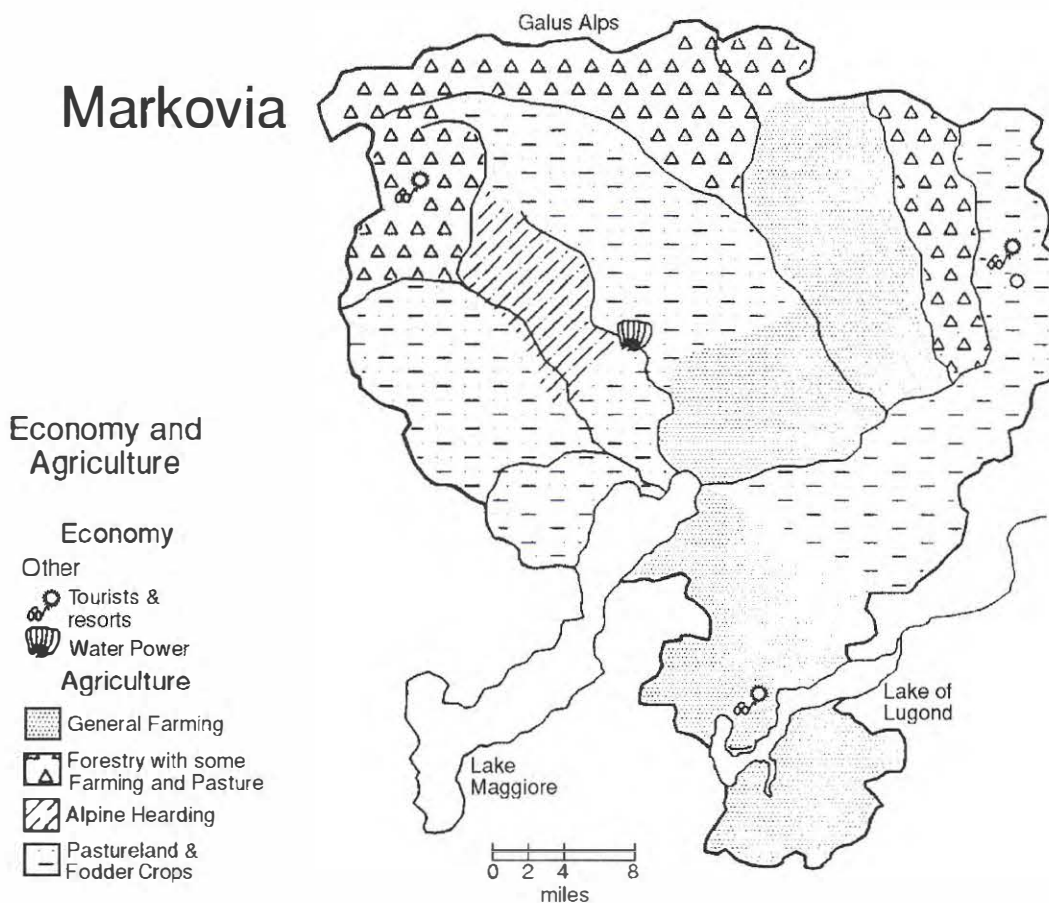 Galus Alps
Markovia
Economy and
Agriculture
Economy
Other
Tourists &
resorts
Water Power
Agriculture
General Farming
Forestry with some
Farming and Pasture
Alpine Hearding
Pastureland &
Fodder Crops
Lake of
Lugond
Lake
Maggiore
0 2 4 8
miles